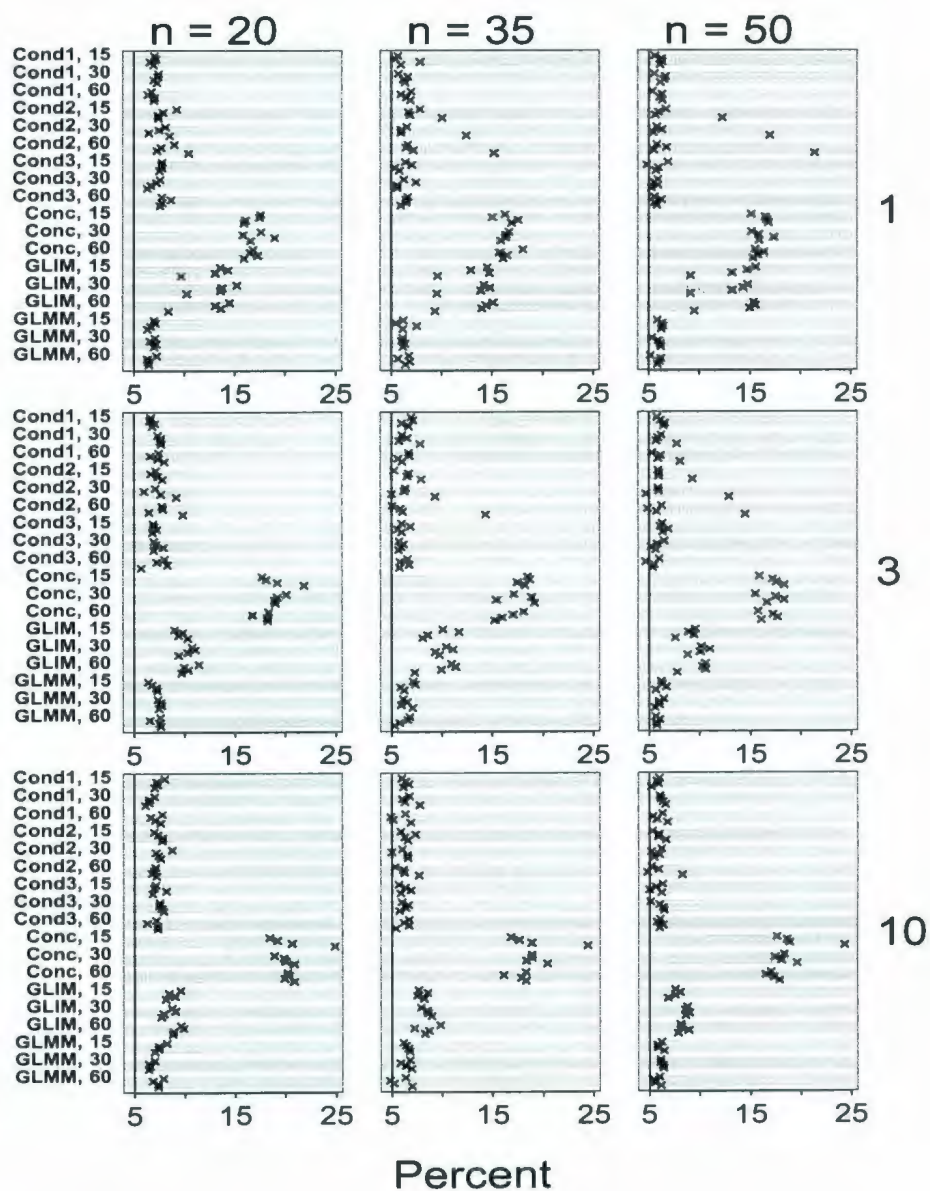 n = 20 n = 35 n = 50
Cond1, 15
Cond1, 30
Cond1, 60
Cond2, 15
Cond2, 30
Cond2, 60
Cond3, 15
Cond3, 30
Cond3, 60
Conc, 15
Conc, 30
Conc, 60
GLIM, 15
GLIM, 30
GLIM, 60
GLMM, 15
GLMM, 30
GLMM, 60
1
5 15 25 5 15 25 5 15 25
Cond1, 15
Cond1, 30
Cond1, 60
Cond2, 15
Cond2, 30
Cond2, 60
Cond3, 15
Cond3, 30
Cond3, 60
Conc, 15
Conc, 30
Conc, 60
GLIM, 15
GLIM, 30
GLIM, 60
GLMM, 15
GLMM, 30
GLMM, 60
3
5 15 25 5 15 25 5 15 25
Cond1, 15
Cond1, 30
Cond1, 60
Cond2, 15
Cond2, 30
Cond2, 60
Cond3, 15
Cond3, 30
Cond3, 60
Conc, 15
Conc, 30
Conc, 60
GLIM, 15
GLIM, 30
GLIM, 60
GLMM, 15
GLMM, 30
GLMM, 60
10
5 15 25 5 15 25 5 15 25
Percent